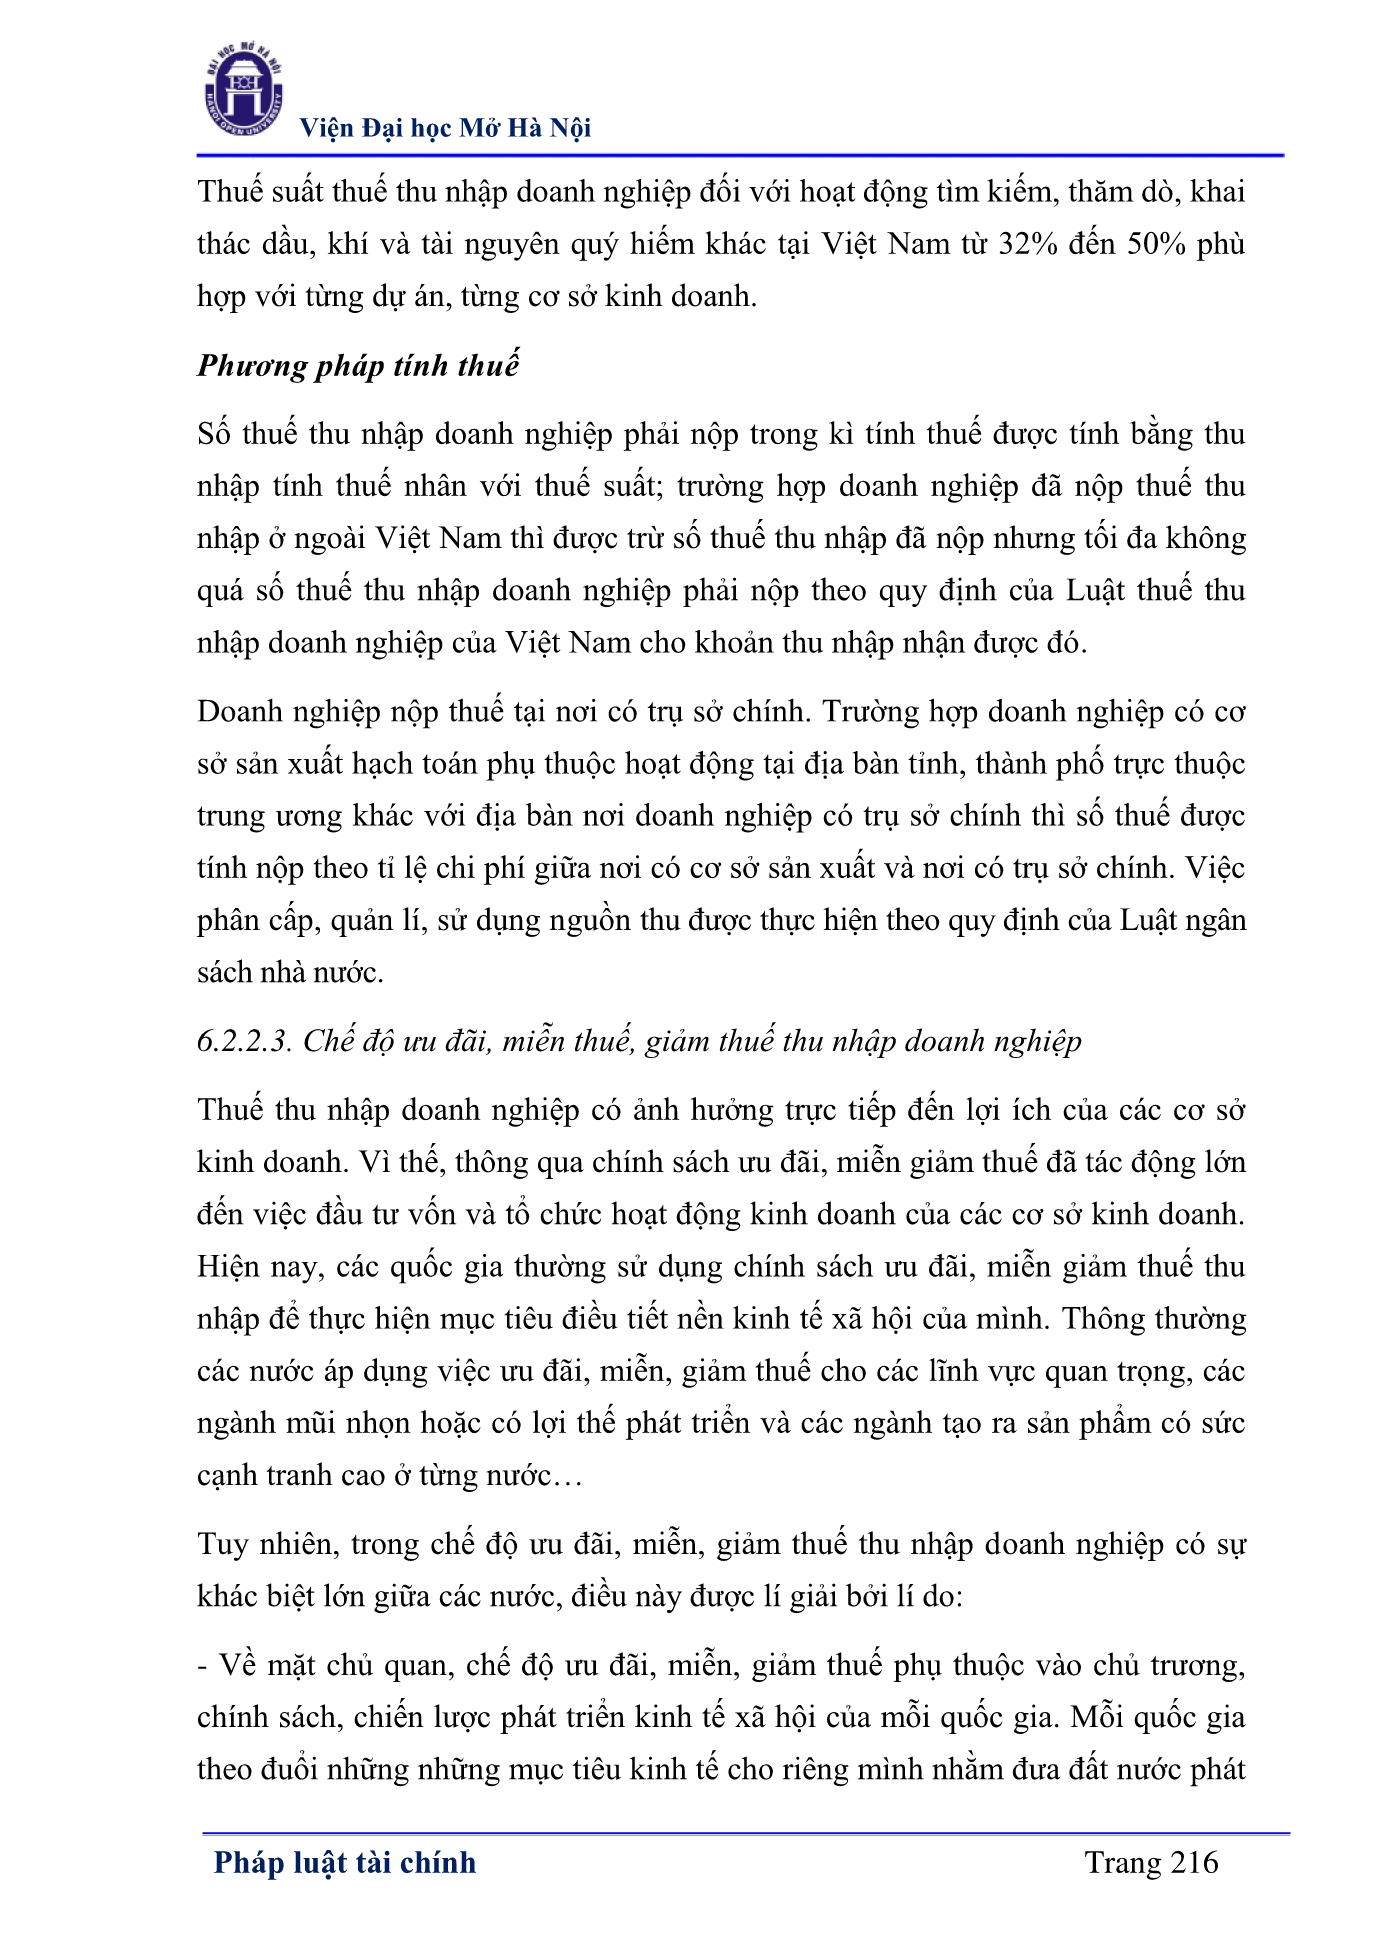 ĐẠI HỌC MỞ HÀ NỘI
HANOI OPEN UNIVERSITY
Viện Đại học Mở Hà Nội
Thuế suất thuế thu nhập doanh nghiệp đối với hoạt động tìm kiếm, thăm dò, khai
thác dầu, khí và tài nguyên quý hiếm khác tại Việt Nam từ 32% đến 50% phù
hợp với từng dự án, từng cơ sở kinh doanh.
Phương pháp tính thuế
Số thuế thu nhập doanh nghiệp phải nộp trong kì tính thuế được tính bằng thu
nhập tính thuế nhân với thuế suất; trường hợp doanh nghiệp đã nộp thuế thu
nhập ở ngoài Việt Nam thì được trừ số thuế thu nhập đã nộp nhưng tối đa không
quá số thuế thu nhập doanh nghiệp phải nộp theo quy định của Luật thuế thu
nhập doanh nghiệp của Việt Nam cho khoản thu nhập nhận được đó.
Doanh nghiệp nộp thuế tại nơi có trụ sở chính. Trường hợp doanh nghiệp có cơ
sở sản xuất hạch toán phụ thuộc hoạt động tại địa bàn tỉnh, thành phố trực thuộc
trung ương khác với địa bàn nơi doanh nghiệp có trụ sở chính thì số thuế được
tính nộp theo tỉ lệ chi phí giữa nơi có cơ sở sản xuất và nơi có trụ sở chính. Việc
phân cấp, quản lí, sử dụng nguồn thu được thực hiện theo quy định của Luật ngân
sách nhà nước.
6.2.2.3. Chế độ ưu đãi, miễn thuế, giảm thuế thu nhập doanh nghiệp
Thuế thu nhập doanh nghiệp có ảnh hưởng trực tiếp đến lợi ích của các cơ sở
kinh doanh. Vì thế, thông qua chính sách ưu đãi, miễn giảm thuế đã tác động lớn
đến việc đầu tư vốn và tổ chức hoạt động kinh doanh của các cơ sở kinh doanh.
Hiện nay, các quốc gia thường sử dụng chính sách ưu đãi, miễn giảm thuế thu
nhập để thực hiện mục tiêu điều tiết nền kinh tế xã hội của mình. Thông thường
các nước áp dụng việc ưu đãi, miễn, giảm thuế cho các lĩnh vực quan trọng, các
ngành mũi nhọn hoặc có lợi thế phát triển và các ngành tạo ra sản phẩm có sức
cạnh tranh cao ở từng nước…
Tuy nhiên, trong chế độ ưu đãi, miễn, giảm thuế thu nhập doanh nghiệp có sự
khác biệt lớn giữa các nước, điều này được lí giải bởi lí do:
- Về mặt chủ quan, chế độ ưu đãi, miễn, giảm thuế phụ thuộc vào chủ trương,
chính sách, chiến lược phát triển kinh tế xã hội của mỗi quốc gia. Mỗi quốc gia
theo đuổi những những mục tiêu kinh tế cho riêng mình nhằm đưa đất nước phát
Pháp luật tài chính
Trang 216